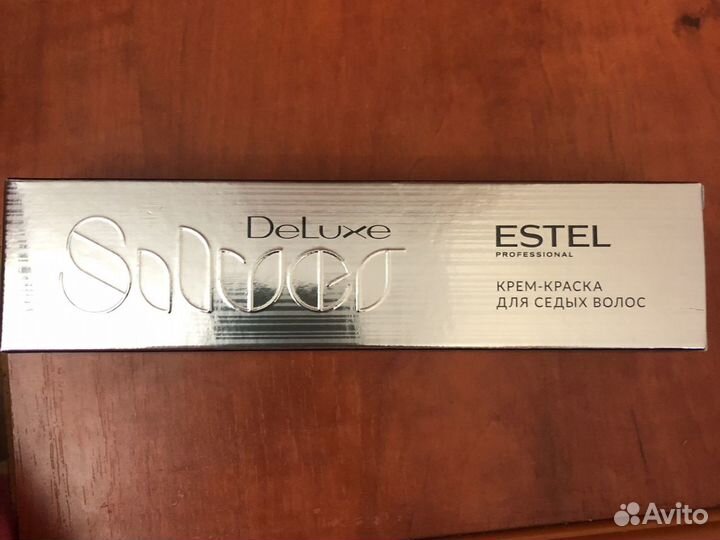 DeLuxe
Silver
ESTEL
PROFESSIONAL
КРЕМ-КРАСКА
ДЛЯ СЕДЫХ ВОЛОС
Avito